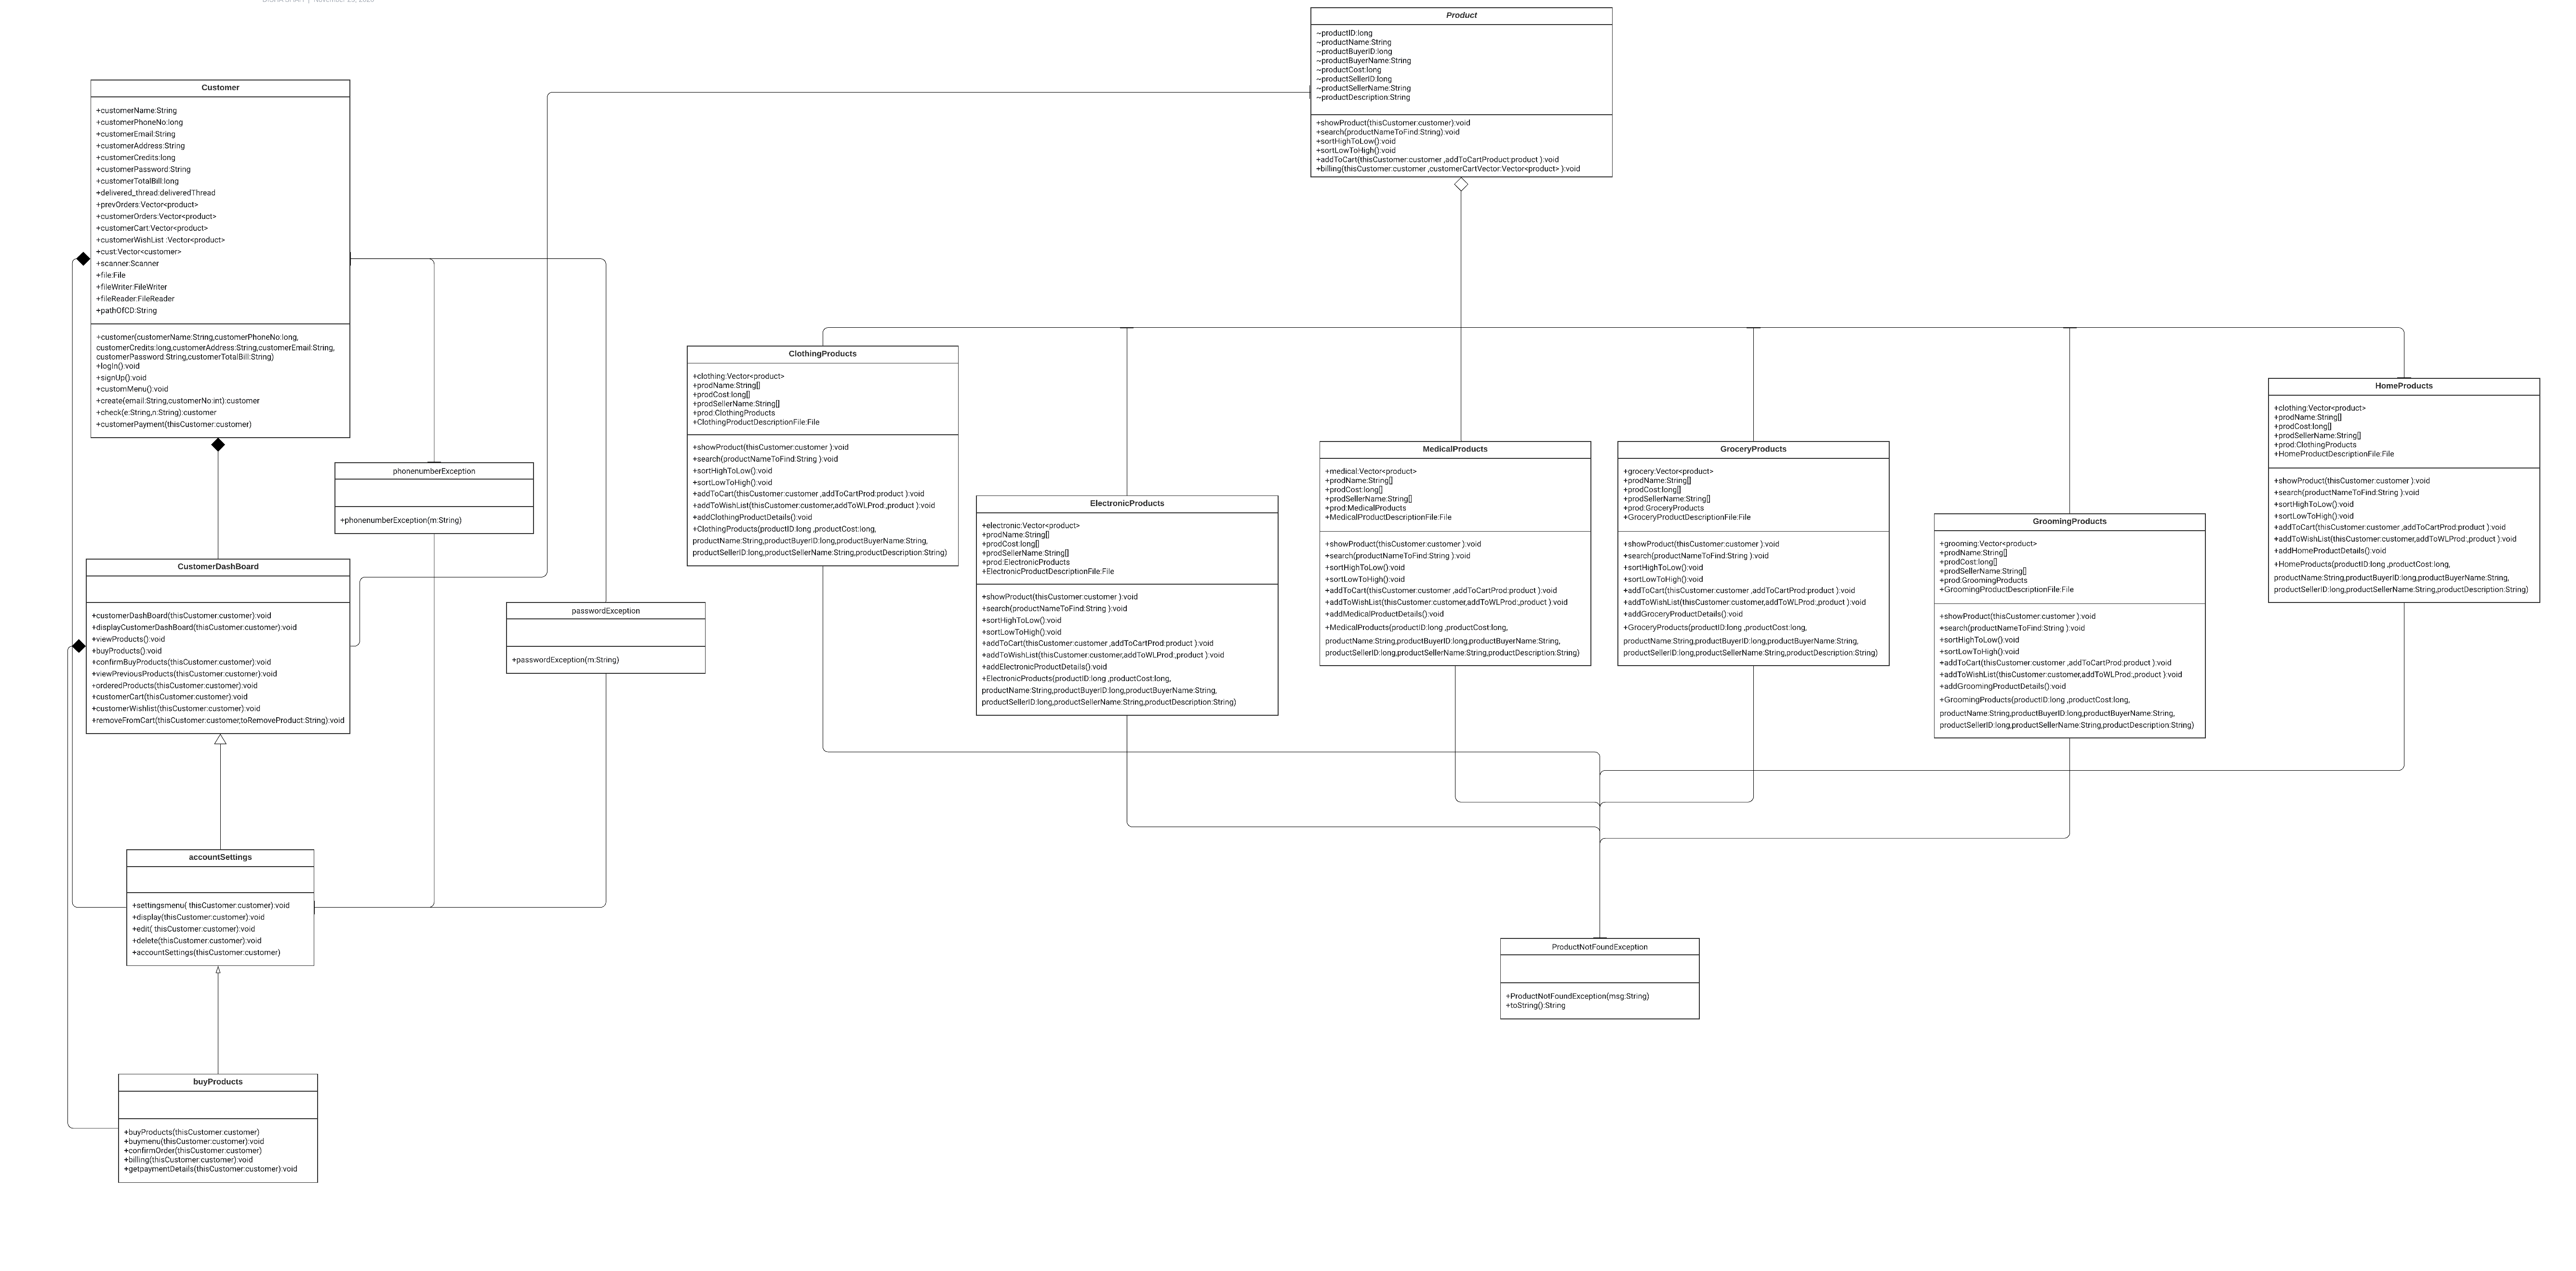 Product
~productID:long
~productName:String
~productBuyerID:long
~productBuyerName:String
~productCost:long
~productSellerID:long
~productSellerName:String
~productDescription:String
+showProduct(thisCustomer:customer):void
+search(productNameToFind:String):void
+sortHighToLow():void
+sortLowToHigh():void
+addToCart(thisCustomer:customer ,addToCartProduct:product ):void
+billing(thisCustomer:customer ,customerCartVector:Vector<product> ):void
Customer
+customerName:String
+customerPhoneNo:long
+customerEmail:String
+customerAddress:String
+customerCredits:long
+customerPassword:String
+customerTotalBill:long
+delivered_thread:deliveredThread
+prevOrders:Vector<product>
+customerOrders:Vector<product>
+customerCart:Vector<product>
+customerWishList :Vector<product>
+cust:Vector<customer>
+scanner:Scanner
+file:File
+fileWriter:FileWriter
+fileReader:FileReader
+pathOfCD:String
+customer(customerName:String,customerPhoneNo:long,
customerCredits:long,customerAddress:String,customerEmail:String,
customerPassword:String,customerTotalBill:String)
+logIn():void
+signUp():void
+customMenu():void
+create(email:String,customerNo:int):customer
+check(e:String,n:String):customer
+customerPayment(thisCustomer:customer)
phonenumberException
+phonenumberException(m:String)
CustomerDashBoard
+customerDashBoard(thisCustomer:customer):void
+displayCustomerDashBoard(thisCustomer:customer):void
+viewProducts():void
+buyProducts():void
+confirmBuyProducts(thisCustomer:customer):void
+viewPreviousProducts(thisCustomer:customer):void
+orderedProducts(thisCustomer:customer):void
+customerCart(thisCustomer:customer):void
+customerWishlist(thisCustomer:customer):void
+removeFromCart(thisCustomer:customer,toRemoveProduct:String):void
passwordException
+passwordException(m:String)
accountSettings
+settingsmenu( thisCustomer:customer):void
+display(thisCustomer:customer):void
+edit( thisCustomer:customer):void
+delete(thisCustomer:customer):void
+accountSettings(thisCustomer:customer)
buyProducts
+buyProducts(thisCustomer:customer)
+buymenu(thisCustomer:customer):void
+confirmOrder(thisCustomer:customer)
+billing(thisCustomer:customer):void
+getpaymentDetails(thisCustomer:customer):void
ClothingProducts
+clothing:Vector<product>
+prodName:String[]
+prodCost:long[]
+prodSellerName:String[]
+prod:ClothingProducts
+ClothingProductDescriptionFile:File
+showProduct(thisCustomer:customer ):void
+search(productNameToFind:String ):void
+sortHighToLow():void
+sortLowToHigh():void
+addToCart(thisCustomer:customer ,addToCartProd:product ):void
+addToWishList(thisCustomer:customer,addToWLProd:,product ):void
+addClothingProductDetails():void
+ClothingProducts(productID:long ,productCost:long,
productName:String,productBuyerID:long,productBuyerName:String,
productSellerID:long,productSellerName:String,productDescription:String)
ElectronicProducts
+electronic:Vector<product>
+prodName:String[]
+prodCost:long[]
+prodSellerName:String[]
+prod:ElectronicProducts
+ElectronicProductDescriptionFile:File
+showProduct(thisCustomer:customer ):void
+search(productNameToFind:String ):void
+sortHighToLow():void
+sortLowToHigh():void
+addToCart(thisCustomer:customer ,addToCartProd:product ):void
+addToWishList(thisCustomer:customer,addToWLProd:,product ):void
+addElectronicProductDetails():void
+ElectronicProducts(productID:long ,productCost:long,
productName:String,productBuyerID:long,productBuyerName:String,
productSellerID:long,productSellerName:String,productDescription:String)
MedicalProducts
+medical:Vector<product>
+prodName:String[]
+prodCost:long[]
+prodSellerName:String[]
+prod:MedicalProducts
+MedicalProductDescriptionFile:File
+showProduct(thisCustomer:customer ):void
+search(productNameToFind:String ):void
+sortHighToLow():void
+sortLowToHigh():void
+addToCart(thisCustomer:customer ,addToCartProd:product ):void
+addToWishList(thisCustomer:customer,addToWLProd:,product ):void
+addMedicalProductDetails():void
+MedicalProducts(productID:long ,productCost:long,
productName:String,productBuyerID:long,productBuyerName:String,
productSellerID:long,productSellerName:String,productDescription:String)
GroceryProducts
+grocery:Vector<product>
+prodName:String[]
+prodCost:long[]
+prodSellerName:String[]
+prod:GroceryProducts
+GroceryProductDescriptionFile:File
+showProduct(thisCustomer:customer ):void
+search(productNameToFind:String ):void
+sortHighToLow():void
+sortLowToHigh():void
+addToCart(thisCustomer:customer ,addToCartProd:product ):void
+addToWishList(thisCustomer:customer,addToWLProd:,product ):void
+addGroceryProductDetails():void
+GroceryProducts(productID:long ,productCost:long,
productName:String,productBuyerID:long,productBuyerName:String,
productSellerID:long,productSellerName:String,productDescription:String)
GroomingProducts
+grooming:Vector<product>
+prodName:String[]
+prodCost:long[]
+prodSellerName:String[]
+prod:GroomingProducts
+GroomingProductDescriptionFile:File
+showProduct(thisCustomer:customer ):void
+search(productNameToFind:String ):void
+sortHighToLow():void
+sortLowToHigh():void
+addToCart(thisCustomer:customer ,addToCartProd:product ):void
+addToWishList(thisCustomer:customer,addToWLProd:,product ):void
+addGroomingProductDetails():void
+GroomingProducts(productID:long ,productCost:long,
productName:String,productBuyerID:long,productBuyerName:String,
productSellerID:long,productSellerName:String,productDescription:String)
HomeProducts
+clothing:Vector<product>
+prodName:String[]
+prodCost:long[]
+prodSellerName:String[]
+prod:ClothingProducts
+HomeProductDescriptionFile:File
+showProduct(thisCustomer:customer ):void
+search(productNameToFind:String ):void
+sortHighToLow():void
+sortLowToHigh():void
+addToCart(thisCustomer:customer ,addToCartProd:product ):void
+addToWishList(thisCustomer:customer,addToWLProd:,product ):void
+addHomeProductDetails():void
+HomeProducts(productID:long ,productCost:long,
productName:String,productBuyerID:long,productBuyerName:String,
productSellerID:long,productSellerName:String,productDescription:String)
ProductNotFoundException
+ProductNotFoundException(msg:String)
+toString():String